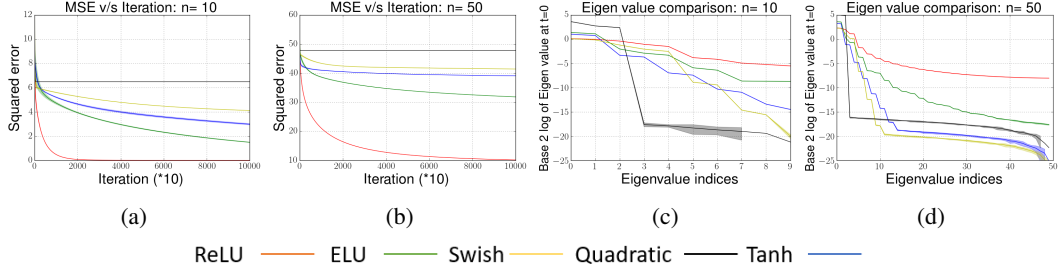 MSE v/s Iteration: n= 10
Squared error
12
10
8
6
4
2
0
0 2000 4000 6000 8000 10000
Iteration (*10)
(a)
MSE v/s Iteration: n= 50
Squared error
60
50
40
30
20
10
0 2000 4000 6000 8000 10000
Iteration (*10)
(b)
Eigen value comparison: n= 10
Base 2 log of Eigen value at t=0
5
0
−5
−10
−15
−20
−25
0 1 2 3 4 5 6 7 8 9
Eigenvalue indices
(c)
Eigen value comparison: n= 50
Base 2 log of Eigen value at t=0
5
0
−5
−10
−15
−20
−25
0 10 20 30 40 50
Eigenvalue indices
(d)
ReLU ELU Swish Quadratic Tanh